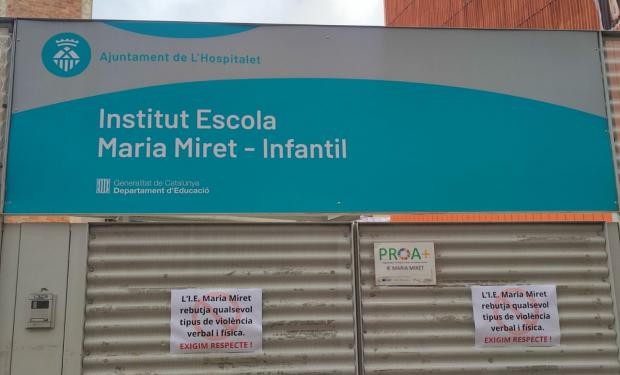 Ajuntament de L'Hospitalet
Institut Escola
Maria Miret - Infantil
Generalitat de Catalunya
Departament d'Educació
PROA+
IE MARIA MIRET
L'I.E. Maria Miret
rebutja qualsevol
tipus de violència
verbal i física.
EXIGIM RESPECTE !
L'I.E. Maria Miret
rebutja qualsevol
tipus de violència
verbal i física.
EXIGIM RESPECTE !